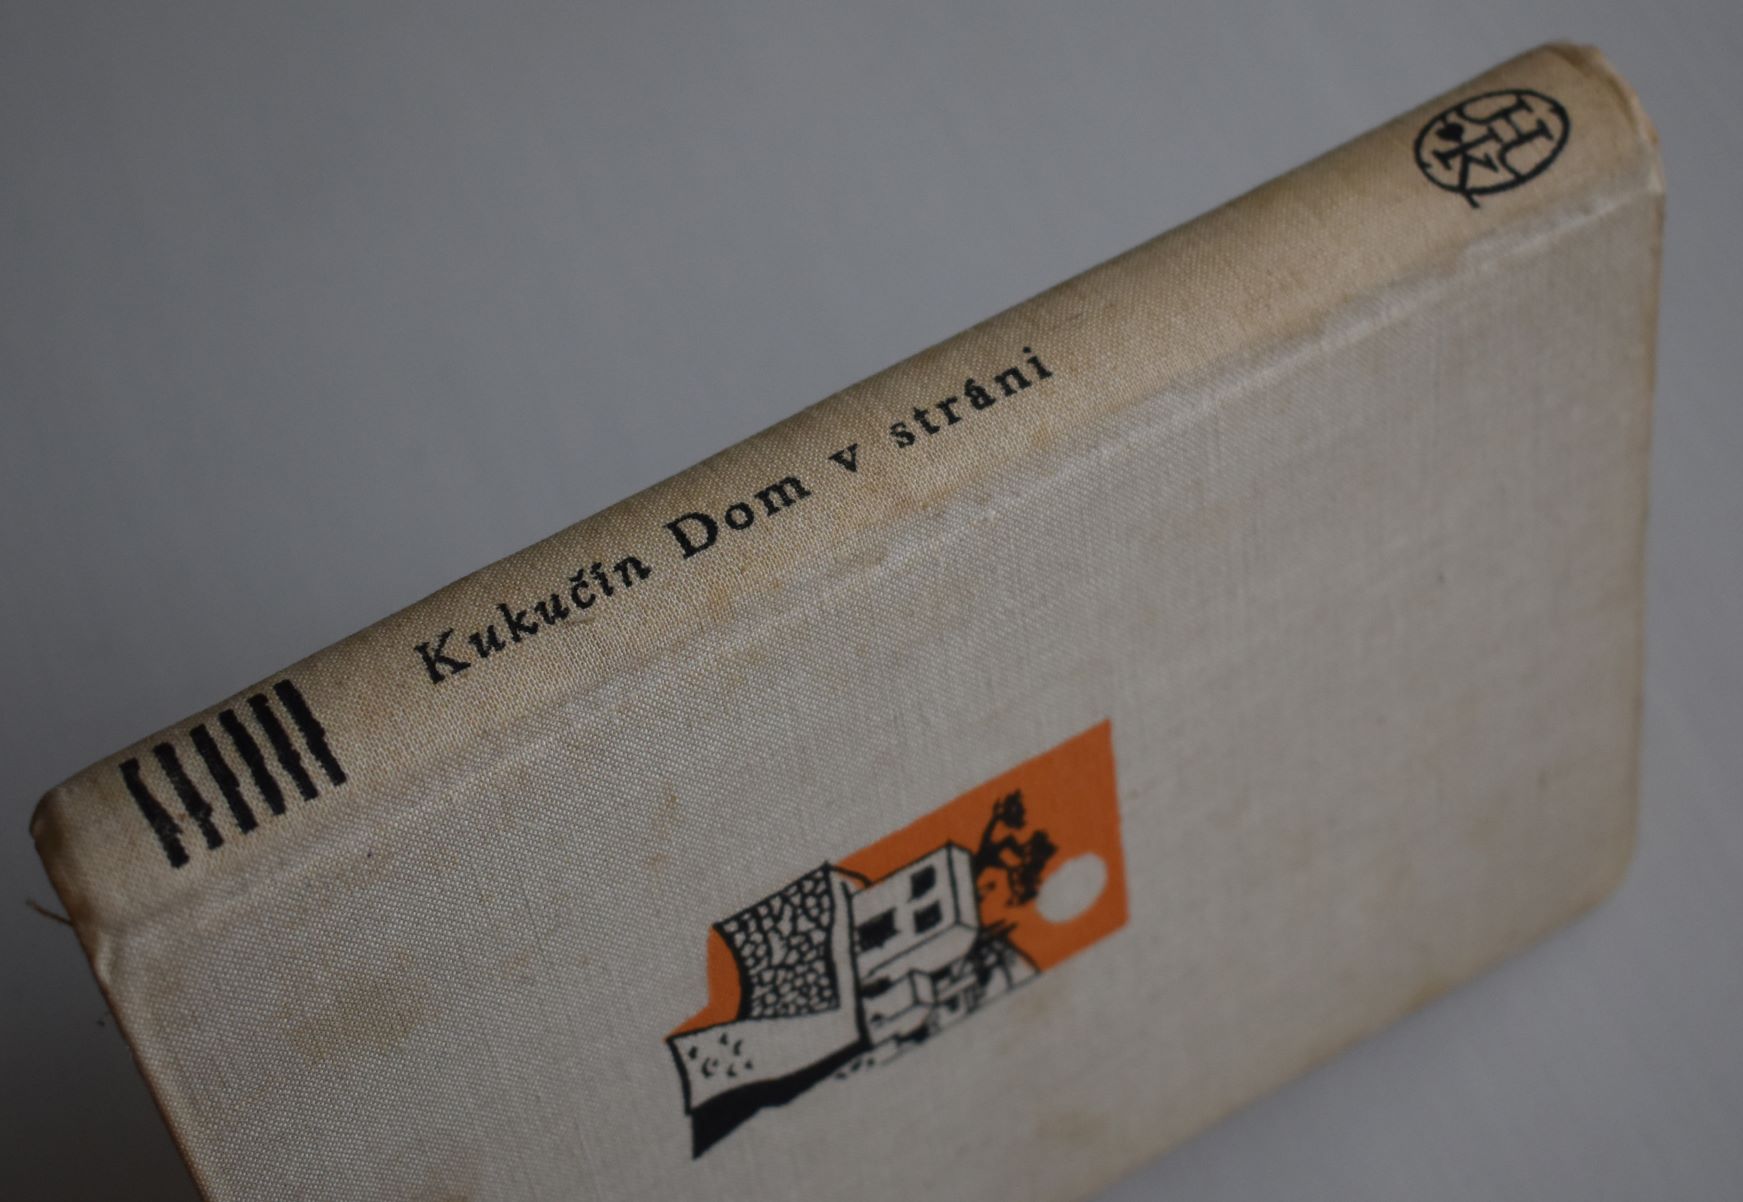 Kukučín Dom v stráni